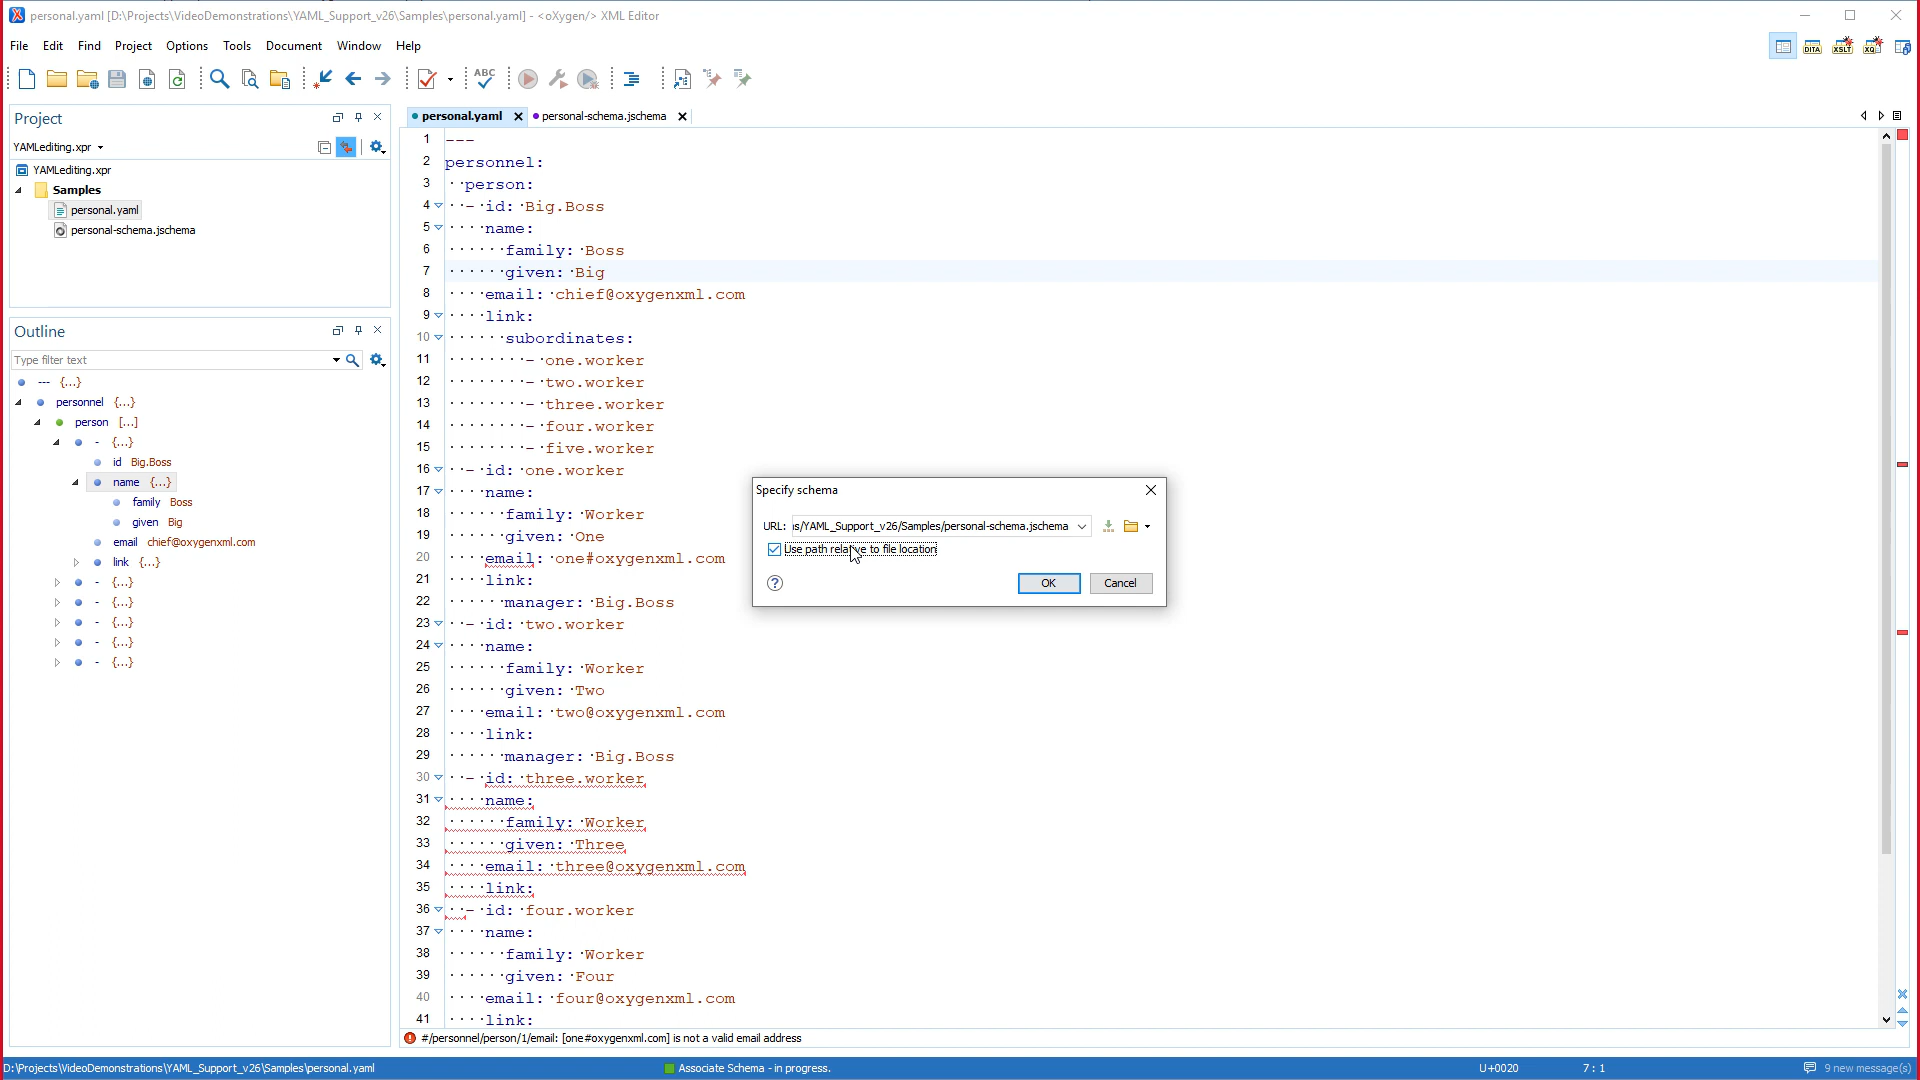 personal.yaml [D:\Projects\VideoDemonstrations\YAML_Support_v26\Samples\personal.yaml] - <oXygen/> XML Editor
File Edit Find Project Options Tools Document Window Help
DITA XSLT XQ
ABC
Project
YAMLediting.xpr
YAMLediting.xpr
Samples
personal.yaml
personal-schema.jschema
Outline
Type filter text
--- {...}
personnel {...}
person [...]
- {...}
id Big.Boss
name {...}
family Boss
given Big
email chief@oxygenxml.com
link {...}
- {...}
- {...}
- {...}
- {...}
- {...}
personal.yaml personal-schema.jschema
1 ---
2 personnel:
3 ··person:
4 ··-·id:·Big.Boss
5 ····name:
6 ······family:·Boss
7 ······given:·Big
8 ····email:·chief@oxygenxml.com
9 ····link:
10 ······subordinates:
11 ········-·one.worker
12 ········-·two.worker
13 ········-·three.worker
14 ········-·four.worker
15 ········-·five.worker
16 ··-·id:·one.worker
17 ····name:
18 ······family:·Worker
19 ······given:·One
20 ····email:·one#oxygenxml.com
21 ····link:
22 ······manager:·Big.Boss
23 ··-·id:·two.worker
24 ····name:
25 ······family:·Worker
26 ······given:·Two
27 ····email:·two@oxygenxml.com
28 ····link:
29 ······manager:·Big.Boss
30 ··-·id:·three.worker
31 ····name:
32 ······family:·Worker
33 ······given:·Three
34 ····email:·three@oxygenxml.com
35 ····link:
36 ··-·id:·four.worker
37 ····name:
38 ······family:·Worker
39 ······given:·Four
40 ····email:·four@oxygenxml.com
41 ····link:
Specify schema
URL: ıs/YAML_Support_v26/Samples/personal-schema.jschema
Use path relative to file location
? OK Cancel
#/personnel/person/1/email: [one#oxygenxml.com] is not a valid email address
D:\Projects\VideoDemonstrations\YAML_Support_v26\Samples\personal.yaml Associate Schema - in progress. U+0020 7 : 1 9 new message(s)